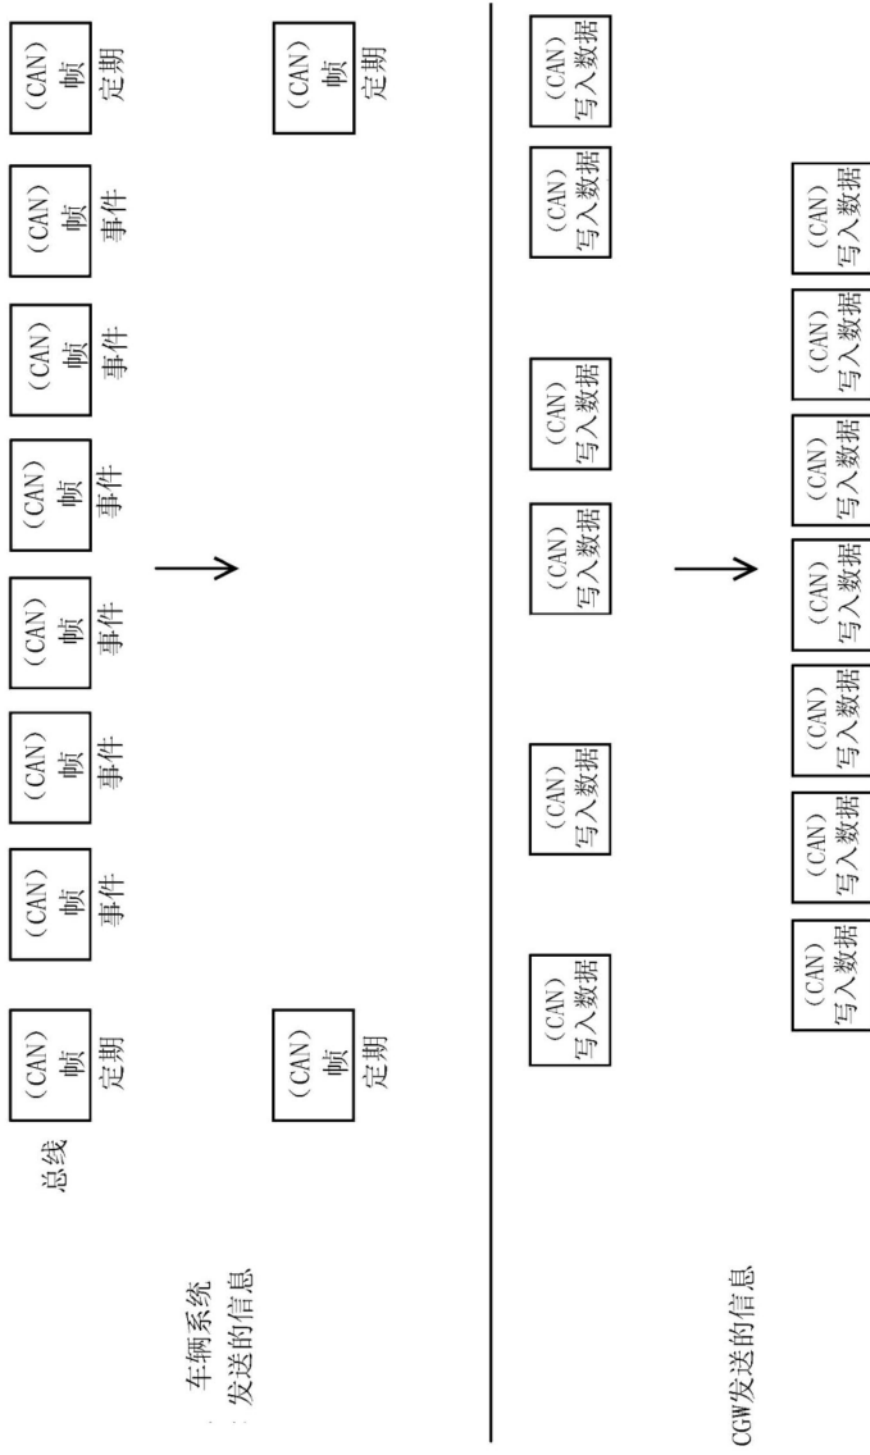 总线
(CAN)
帧
定期
(CAN)
帧
事件
(CAN)
帧
事件
(CAN)
帧
事件
(CAN)
帧
事件
(CAN)
帧
事件
(CAN)
帧
事件
(CAN)
帧
定期
车辆系统
发送的信息
(CAN)
帧
定期
(CAN)
帧
定期
(CAN)
写入数据
(CAN)
写入数据
(CAN)
写入数据
(CAN)
写入数据
(CAN)
写入数据
(CAN)
写入数据
CGW发送的信息
(CAN)
写入数据
(CAN)
写入数据
(CAN)
写入数据
(CAN)
写入数据
(CAN)
写入数据
(CAN)
写入数据
(CAN)
写入数据